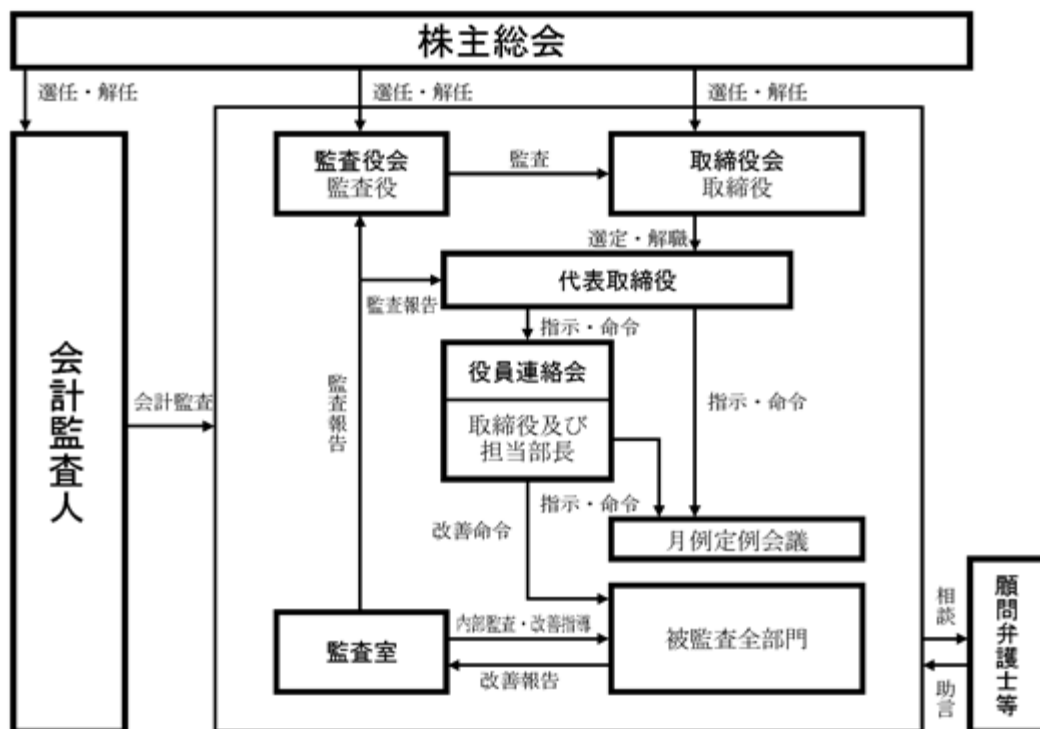 株主総会
選任・解任
選任・解任
選任・解任
監査役会
監査役
監査
取締役会
取締役
選定・解職
代表取締役
監査報告
指示・命令
会計監査人
会計監査
監査報告
役員連絡会
取締役及び
担当部長
指示・命令
指示・命令
改善命令
月例定例会議
監査室
内部監査・改善指導
改善報告
被監査全部門
相談
助言
顧問弁護士等